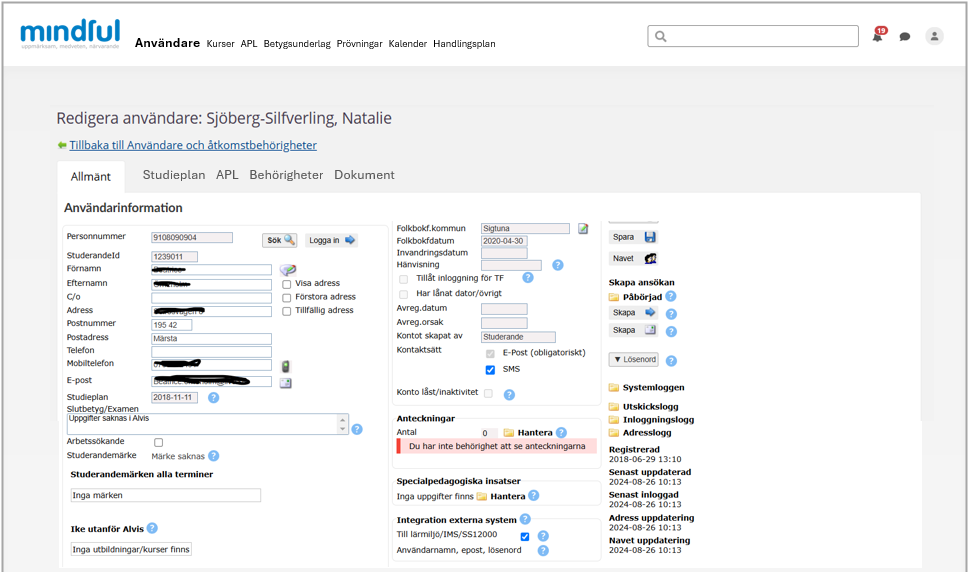 mindful
uppmärksam, medveten, närvarande
Användare Kurser APL Betygsunderlag Prövningar Kalender Handlingsplan
19
Redigera användare: Sjöberg-Silfverling, Natalie
Tillbaka till Användare och åtkomstbehörigheter
Allmänt Studieplan APL Behörigheter Dokument
Användarinformation
Personnummer 9108090904 Sök Logga in
StuderandeId 1239011
Förnamn
Efternamn Visa adress
C/o Förstora adress
Adress Tillfällig adress
Postnummer 195 42
Postadress Märsta
Telefon
Mobiltelefon
E-post
Studieplan 2018-11-11 ?
Slutbetyg/Examen
Uppgifter saknas i Alvis ?
Arbetssökande
Studerandemärke Märke saknas ?
Studerandemärken alla terminer
Inga märken
Ike utanför Alvis ?
Inga utbildningar/kurser finns
Folkbokf.kommun Sigtuna
Folkbokfdatum 2020-04-30
Invandringsdatum
Hänvisning ?
Tillåt inloggning för TF ?
Har lånat dator/övrigt
Avreg.datum
Avreg.orsak
Kontot skapat av Studerande
Kontaktsätt E-Post (obligatoriskt)
SMS
Konto låst/inaktivitet ?
Anteckningar
Antal 0 Hantera ?
Du har inte behörighet att se anteckningarna
Specialpedagogiska insatser
Inga uppgifter finns Hantera ?
Integration externa system ?
Till lärmiljö/IMS/SS12000 ?
Användarnamn, epost, lösenord ?
Spara
Navet
Skapa ansökan
Påbörjad ?
Skapa ?
Skapa ?
▼ Lösenord ?
Systemloggen
Utskickslogg
Inloggningslogg
Adresslogg
Registrerad
2018-06-29 13:10
Senast uppdaterad
2024-08-26 10:13
Senast inloggad
2024-08-26 10:13
Adress uppdatering
2024-08-26 10:13
Navet uppdatering
2024-08-26 10:13